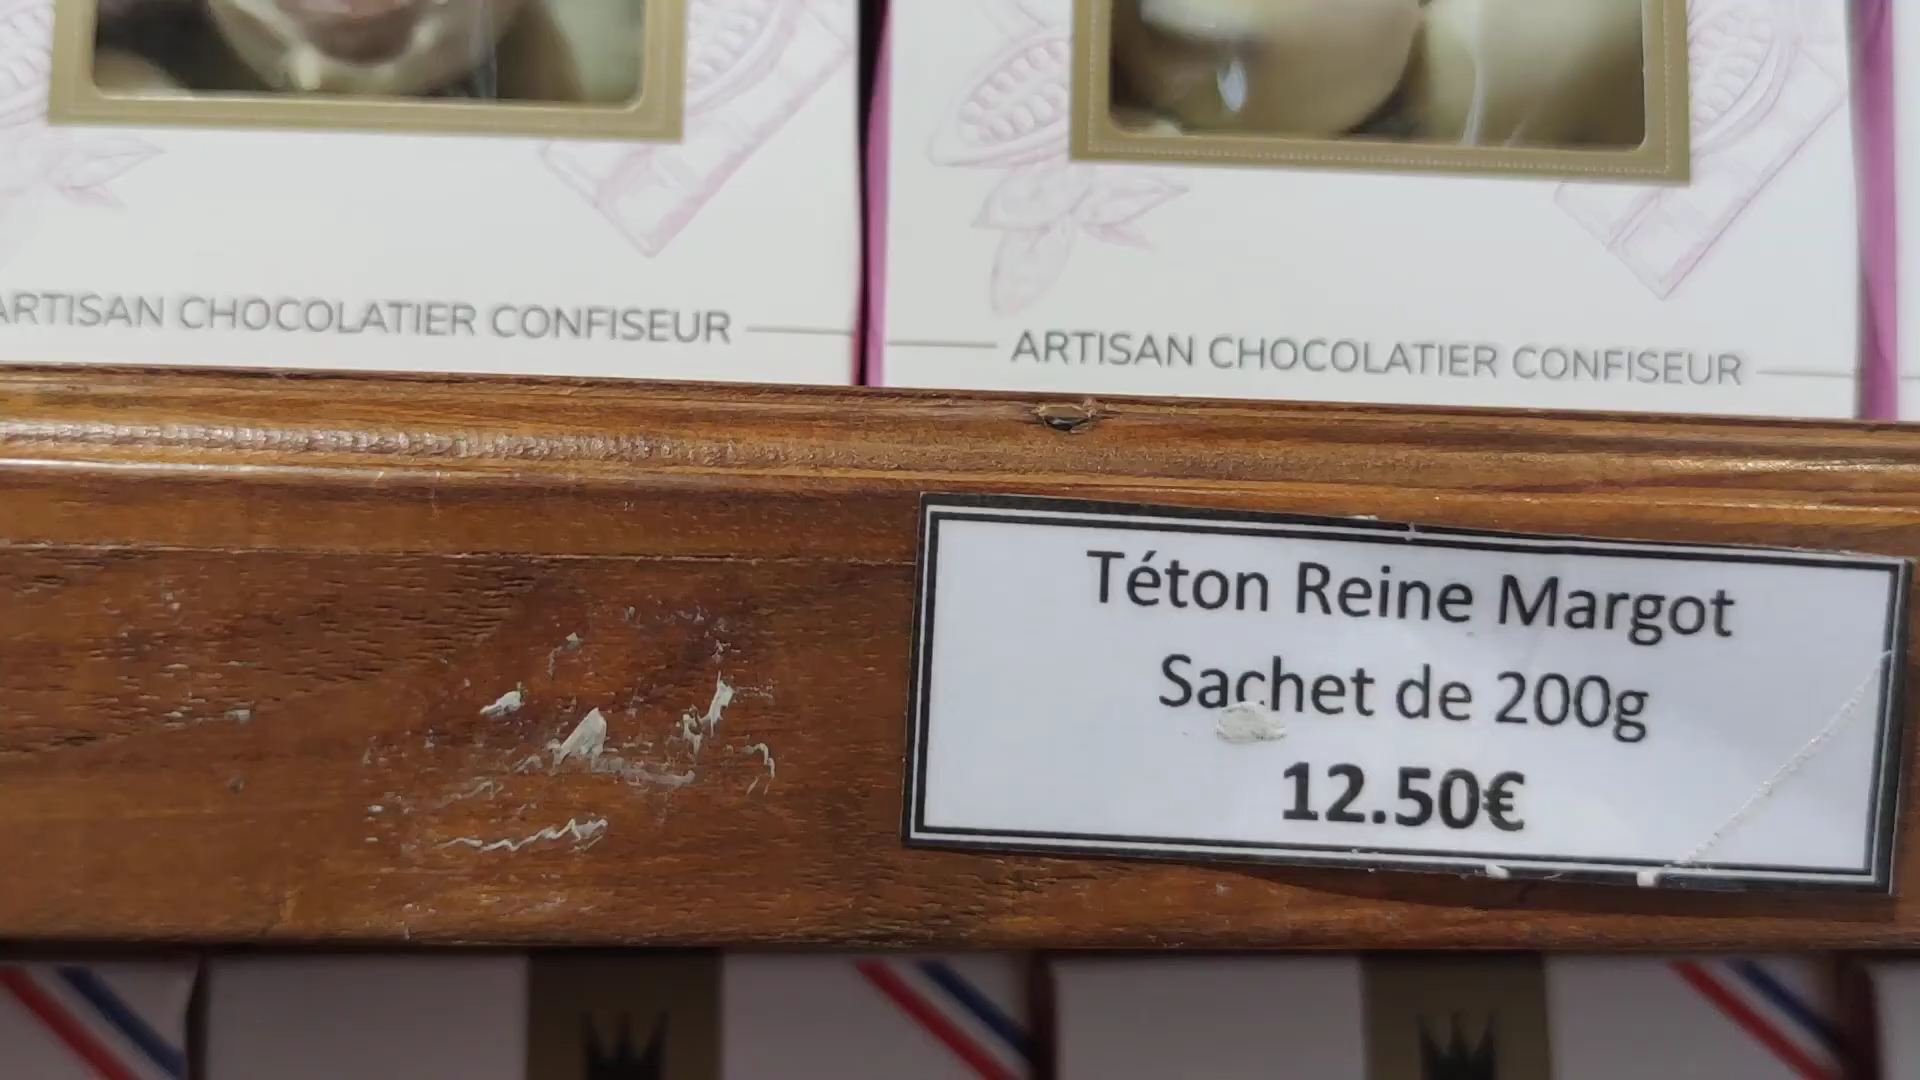 ARTISAN CHOCOLATIER CONFISEUR
ARTISAN CHOCOLATIER CONFISEUR
Téton Reine Margot
Sachet de 200g
12.50€